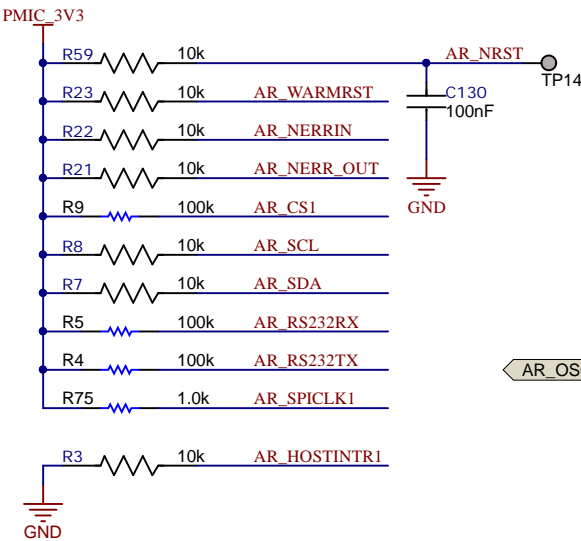 PMIC_3V3
R59 10k AR_NRST
TP14
R23 10k AR_WARMRST
C130
100nF
R22 10k AR_NERRIN
R21 10k AR_NERR_OUT
GND
R9 100k AR_CS1
R8 10k AR_SCL
R7 10k AR_SDA
R5 100k AR_RS232RX
R4 100k AR_RS232TX
AR_OS
R75 1.0k AR_SPICLK1
R3 10k AR_HOSTINTR1
GND